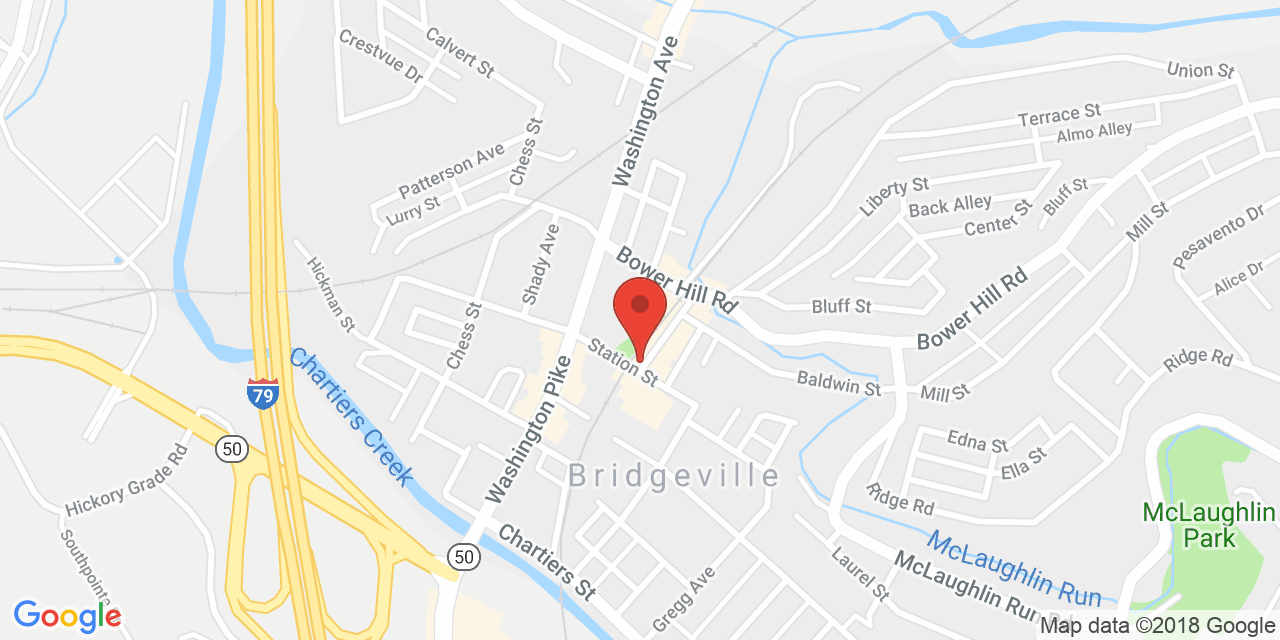 Calvert St
Crestvue Dr
Washington Ave
Union St
Terrace St
Almo Alley
Chess St
Patterson Ave
Lurry St
Liberty St
Back Alley
Center St
Bluff St
Mill St
Pesavento Dr
Alice Dr
Shady Ave
Hickman St
Bower Hill Rd
Bluff St
Bower Hill Rd
Chess St
Station St
Ridge Rd
Baldwin St
Mill St
79
Chartiers Creek
Washington Pike
50
Hickory Grade Rd
Edna St
Ella St
Bridgeville
Ridge Rd
McLaughlin
Park
Southpointe
Chartiers St
50
Laurel St
McLaughlin Run
McLaughlin Run Rd
Gregg Ave
Google
Map data ©2018 Google